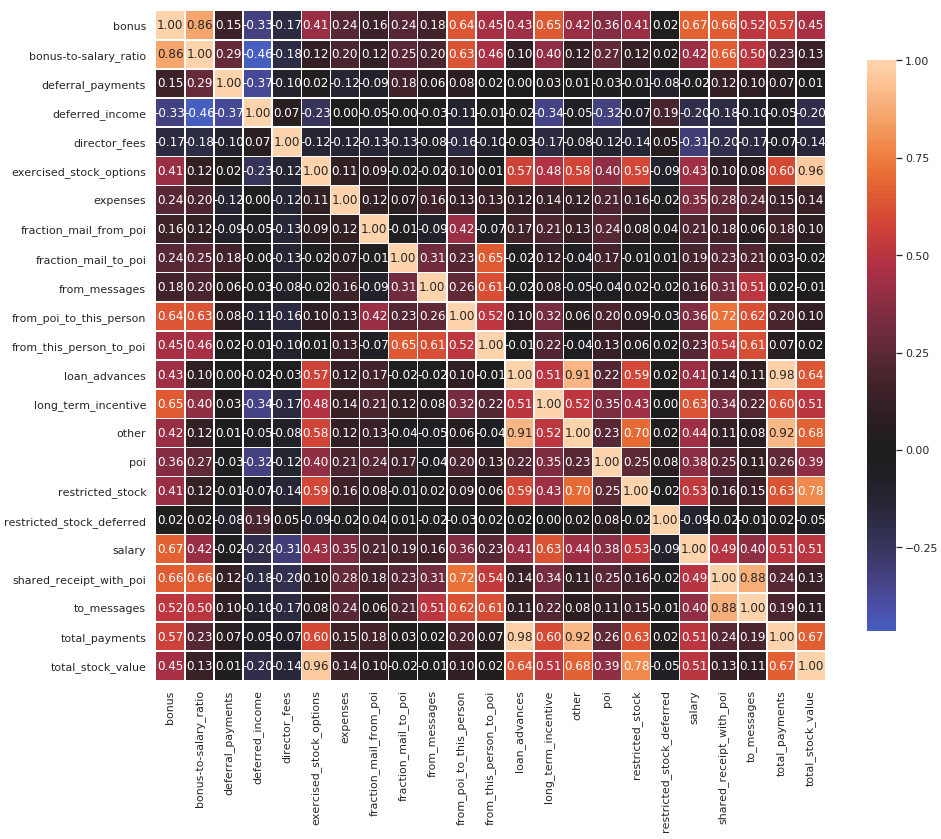 bonus 1.00 0.86 0.15 -0.33 -0.17 0.41 0.24 0.16 0.24 0.18 0.64 0.45 0.43 0.65 0.42 0.36 0.41 0.02 0.67 0.66 0.52 0.57 0.45
bonus-to-salary_ratio 0.86 1.00 0.29 -0.46 -0.18 0.12 0.20 0.12 0.25 0.20 0.63 0.46 0.10 0.40 0.12 0.27 0.12 0.02 0.42 0.66 0.50 0.23 0.13
deferral_payments 0.15 0.29 1.00 -0.37 -0.10 0.02 -0.12 -0.09 0.18 0.06 0.08 0.02 0.00 0.03 0.01 -0.03 -0.01 -0.08 -0.02 0.12 0.10 0.07 0.01
deferred_income -0.33 -0.46 -0.37 1.00 0.07 -0.23 0.00 -0.05 -0.00 -0.03 -0.11 -0.01 -0.02 -0.34 -0.05 -0.32 -0.07 0.19 -0.20 -0.18 -0.10 -0.05 -0.20
director_fees -0.17 -0.18 -0.10 0.07 1.00 -0.12 -0.12 -0.13 -0.13 -0.08 -0.16 -0.10 -0.03 -0.17 -0.08 -0.12 -0.14 0.05 -0.31 -0.20 -0.17 -0.07 -0.14
exercised_stock_options 0.41 0.12 0.02 -0.23 -0.12 1.00 0.11 0.09 -0.02 -0.02 0.10 0.01 0.57 0.48 0.58 0.40 0.59 -0.09 0.43 0.10 0.08 0.60 0.96
expenses 0.24 0.20 -0.12 0.00 -0.12 0.11 1.00 0.12 0.07 0.16 0.13 0.13 0.12 0.14 0.12 0.21 0.16 -0.02 0.35 0.28 0.24 0.15 0.14
fraction_mail_from_poi 0.16 0.12 -0.09 -0.05 -0.13 0.09 0.12 1.00 -0.01 -0.09 0.42 -0.07 0.17 0.21 0.13 0.24 0.08 0.04 0.21 0.18 0.06 0.18 0.10
fraction_mail_to_poi 0.24 0.25 0.18 -0.00 -0.13 -0.02 0.07 -0.01 1.00 0.31 0.23 0.65 -0.02 0.12 -0.04 0.17 -0.01 0.01 0.19 0.23 0.21 0.03 -0.02
from_messages 0.18 0.20 0.06 -0.03 -0.08 -0.02 0.16 -0.09 0.31 1.00 0.26 0.61 -0.02 0.08 -0.05 -0.04 0.02 -0.02 0.16 0.31 0.51 0.02 -0.01
from_poi_to_this_person 0.64 0.63 0.08 -0.11 -0.16 0.10 0.13 0.42 0.23 0.26 1.00 0.52 0.10 0.32 0.06 0.20 0.09 -0.03 0.36 0.72 0.62 0.20 0.10
from_this_person_to_poi 0.45 0.46 0.02 -0.01 -0.10 0.01 0.13 -0.07 0.65 0.61 0.52 1.00 -0.01 0.22 -0.04 0.13 0.06 0.02 0.23 0.54 0.61 0.07 0.02
loan_advances 0.43 0.10 0.00 -0.02 -0.03 0.57 0.12 0.17 -0.02 -0.02 0.10 -0.01 1.00 0.51 0.91 0.22 0.59 0.02 0.41 0.14 0.11 0.98 0.64
long_term_incentive 0.65 0.40 0.03 -0.34 -0.17 0.48 0.14 0.21 0.12 0.08 0.32 0.22 0.51 1.00 0.52 0.35 0.43 0.00 0.63 0.34 0.22 0.60 0.51
other 0.42 0.12 0.01 -0.05 -0.08 0.58 0.12 0.13 -0.04 -0.05 0.06 -0.04 0.91 0.52 1.00 0.23 0.70 0.02 0.44 0.11 0.08 0.92 0.68
poi 0.36 0.27 -0.03 -0.32 -0.12 0.40 0.21 0.24 0.17 -0.04 0.20 0.13 0.22 0.35 0.23 1.00 0.25 0.08 0.38 0.25 0.11 0.26 0.39
restricted_stock 0.41 0.12 -0.01 -0.07 -0.14 0.59 0.16 0.08 -0.01 0.02 0.09 0.06 0.59 0.43 0.70 0.25 1.00 -0.02 0.53 0.16 0.15 0.63 0.78
restricted_stock_deferred 0.02 0.02 -0.08 0.19 0.05 -0.09 -0.02 0.04 0.01 -0.02 -0.03 0.02 0.02 0.00 0.02 0.08 -0.02 1.00 -0.09 -0.02 -0.01 0.02 -0.05
salary 0.67 0.42 -0.02 -0.20 -0.31 0.43 0.35 0.21 0.19 0.16 0.36 0.23 0.41 0.63 0.44 0.38 0.53 -0.09 1.00 0.49 0.40 0.51 0.51
shared_receipt_with_poi 0.66 0.66 0.12 -0.18 -0.20 0.10 0.28 0.18 0.23 0.31 0.72 0.54 0.14 0.34 0.11 0.25 0.16 -0.02 0.49 1.00 0.88 0.24 0.13
to_messages 0.52 0.50 0.10 -0.10 -0.17 0.08 0.24 0.06 0.21 0.51 0.62 0.61 0.11 0.22 0.08 0.11 0.15 -0.01 0.40 0.88 1.00 0.19 0.11
total_payments 0.57 0.23 0.07 -0.05 -0.07 0.60 0.15 0.18 0.03 0.02 0.20 0.07 0.98 0.60 0.92 0.26 0.63 0.02 0.51 0.24 0.19 1.00 0.67
total_stock_value 0.45 0.13 0.01 -0.20 -0.14 0.96 0.14 0.10 -0.02 -0.01 0.10 0.02 0.64 0.51 0.68 0.39 0.78 -0.05 0.51 0.13 0.11 0.67 1.00
bonus
bonus-to-salary_ratio
deferral_payments
deferred_income
director_fees
exercised_stock_options
expenses
fraction_mail_from_poi
fraction_mail_to_poi
from_messages
from_poi_to_this_person
from_this_person_to_poi
loan_advances
long_term_incentive
other
poi
restricted_stock
restricted_stock_deferred
salary
shared_receipt_with_poi
to_messages
total_payments
total_stock_value
1.00
0.75
0.50
0.25
0.00
−0.25